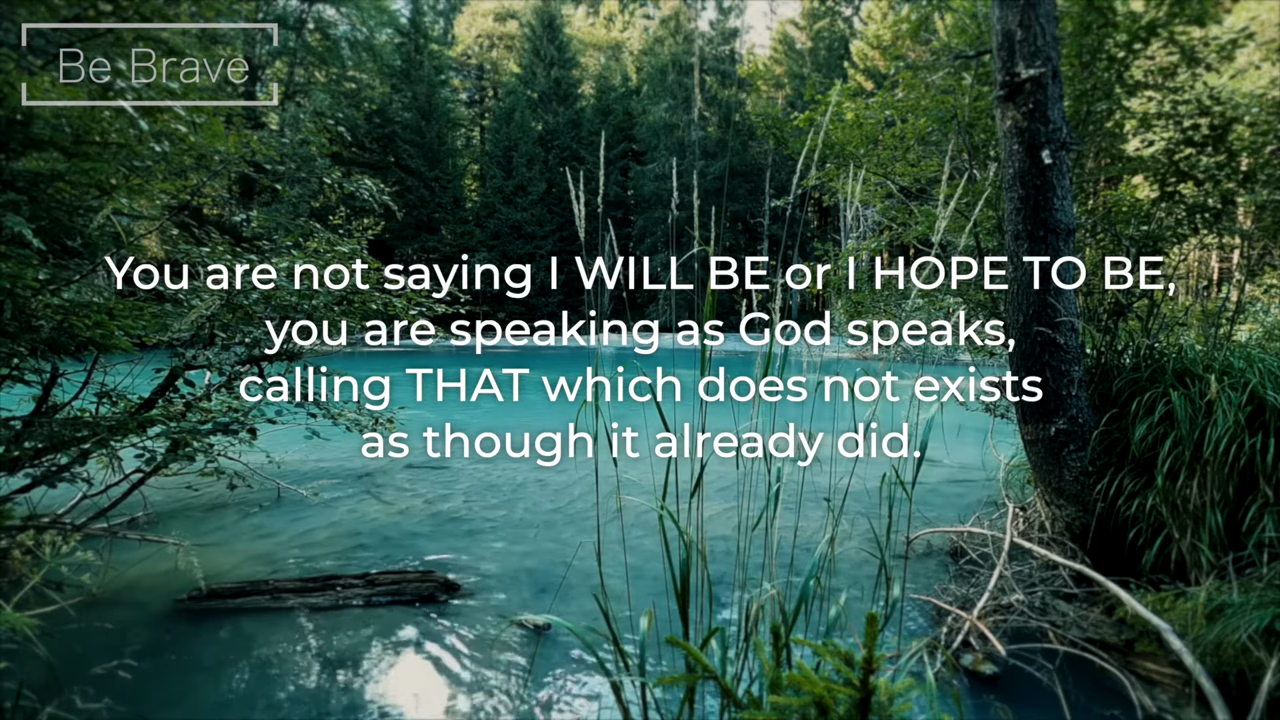 Be Brave
You are not saying I WILL BE or I HOPE TO BE,
you are speaking as God speaks,
calling THAT which does not exists
as though it already did.